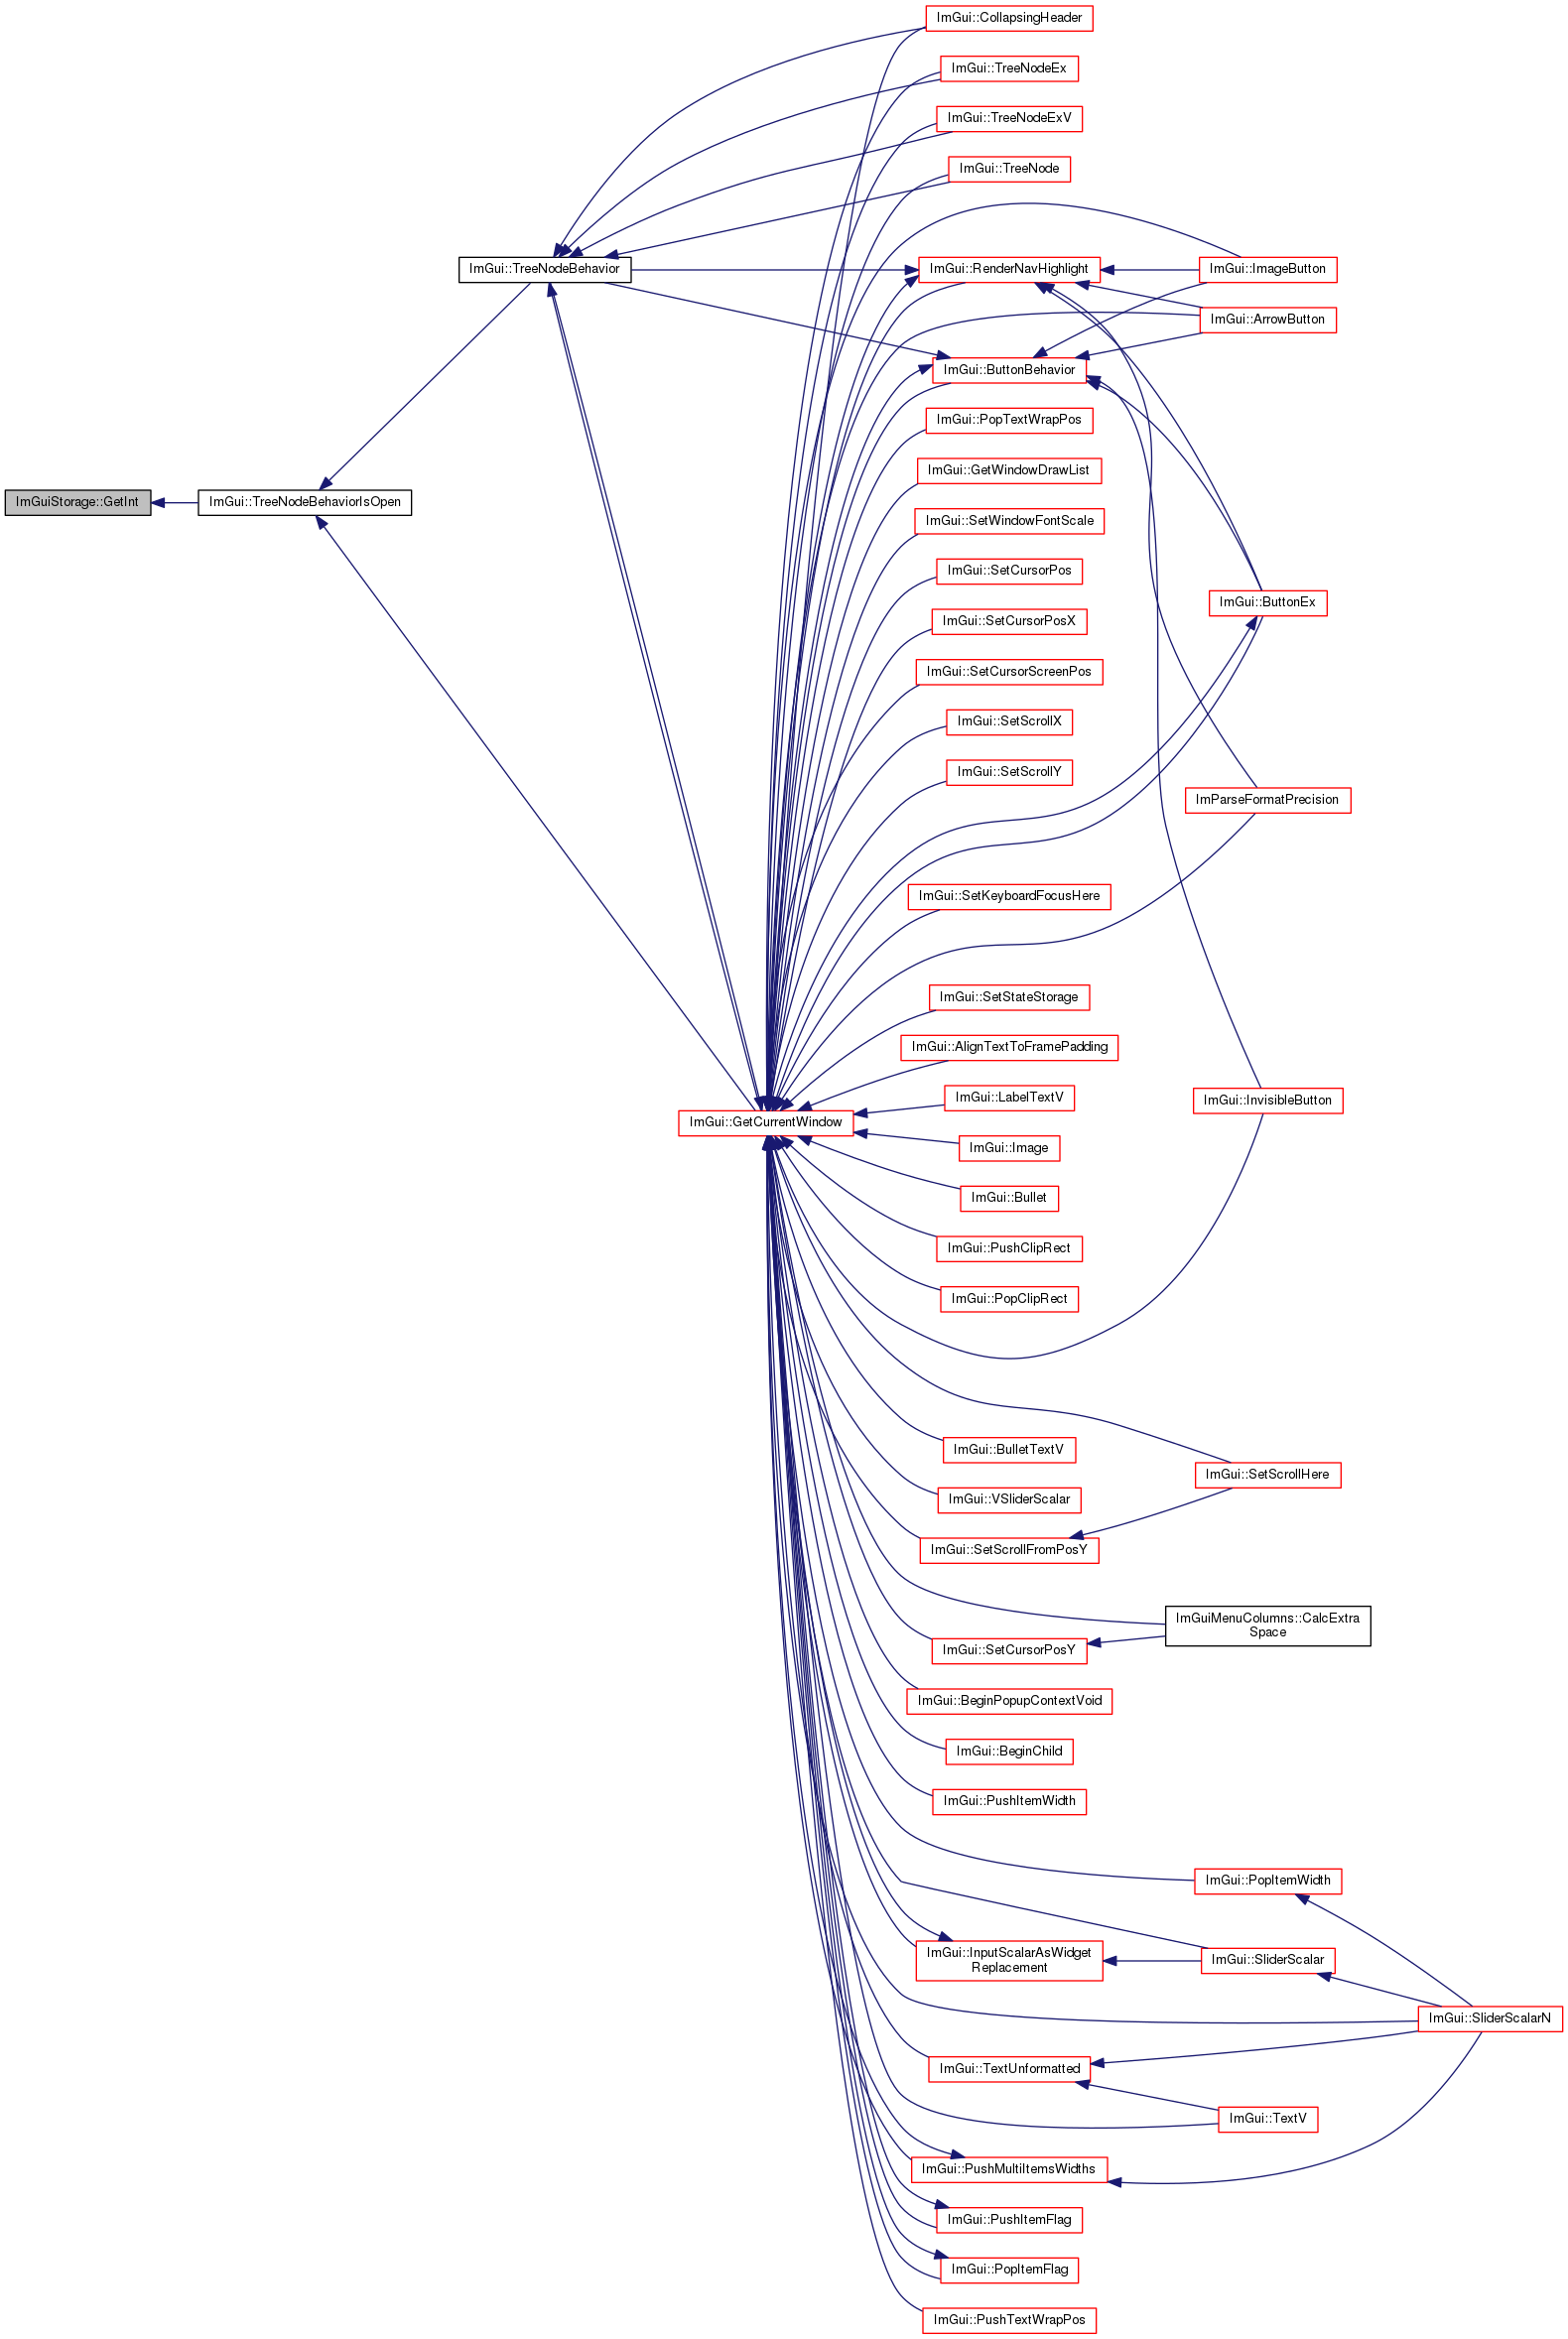 ImGui::CollapsingHeader
ImGui::TreeNodeEx
ImGui::TreeNodeExV
ImGui::TreeNode
ImGui::TreeNodeBehavior
ImGui::RenderNavHighlight
ImGui::ImageButton
ImGui::ArrowButton
ImGui::ButtonBehavior
ImGui::PopTextWrapPos
ImGui::GetWindowDrawList
ImGuiStorage::GetInt
ImGui::TreeNodeBehaviorIsOpen
ImGui::SetWindowFontScale
ImGui::SetCursorPos
ImGui::ButtonEx
ImGui::SetCursorPosX
ImGui::SetCursorScreenPos
ImGui::SetScrollX
ImGui::SetScrollY
ImParseFormatPrecision
ImGui::SetKeyboardFocusHere
ImGui::SetStateStorage
ImGui::AlignTextToFramePadding
ImGui::LabelTextV
ImGui::InvisibleButton
ImGui::GetCurrentWindow
ImGui::Image
ImGui::Bullet
ImGui::PushClipRect
ImGui::PopClipRect
ImGui::BulletTextV
ImGui::SetScrollHere
ImGui::VSliderScalar
ImGui::SetScrollFromPosY
ImGuiMenuColumns::CalcExtra
Space
ImGui::SetCursorPosY
ImGui::BeginPopupContextVoid
ImGui::BeginChild
ImGui::PushItemWidth
ImGui::PopItemWidth
ImGui::InputScalarAsWidget
Replacement
ImGui::SliderScalar
ImGui::SliderScalarN
ImGui::TextUnformatted
ImGui::TextV
ImGui::PushMultiItemsWidths
ImGui::PushItemFlag
ImGui::PopItemFlag
ImGui::PushTextWrapPos